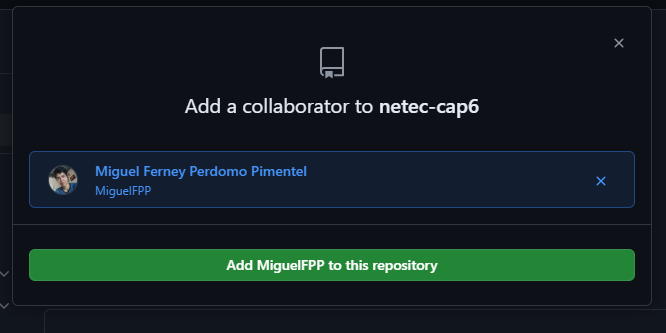 Add a collaborator to netec-cap6
Miguel Ferney Perdomo Pimentel
MiguelFPP
Add MiguelFPP to this repository